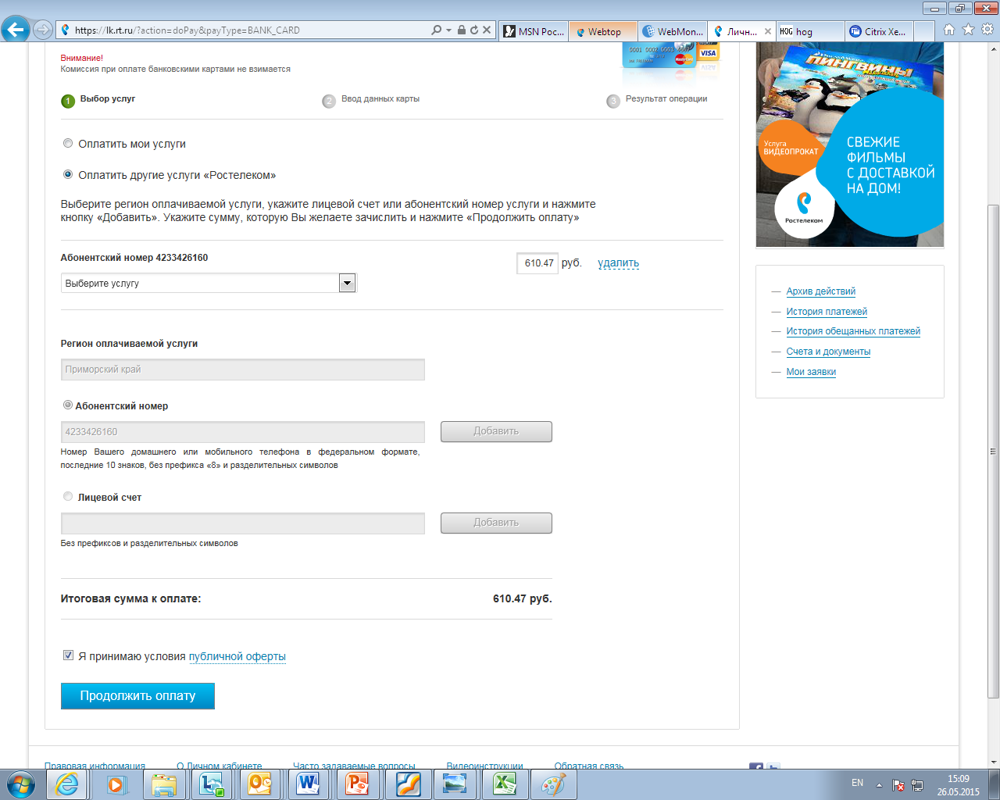 https://lk.rt.ru/?action=doPay&payType=BANK_CARD
MSN Рос...
Webtop
WebMon...
Личн...
HOG hog
Citrix Xe...
Внимание!
Комиссия при оплате банковскими картами не взимается
VISA
MasterCard
1 Выбор услуг
2 Ввод данных карты
3 Результат операции
Оплатить мои услуги
Оплатить другие услуги «Ростелеком»
Выберите регион оплачиваемой услуги, укажите лицевой счет или абонентский номер услуги и нажмите
кнопку «Добавить». Укажите сумму, которую Вы желаете зачислить и нажмите «Продолжить оплату»
Абонентский номер 4233426160
610.47 руб. удалить
Выберите услугу
Регион оплачиваемой услуги
Приморский край
Абонентский номер
4233426160
Добавить
Номер Вашего домашнего или мобильного телефона в федеральном формате,
последние 10 знаков, без префикса «8» и разделительных символов
Лицевой счет
Добавить
Без префиксов и разделительных символов
Итоговая сумма к оплате: 610.47 руб.
Я принимаю условия публичной оферты
Продолжить оплату
ПИНГВИНЫ
Услуга
ВИДЕОПРОКАТ
СВЕЖИЕ
ФИЛЬМЫ
С ДОСТАВКОЙ
НА ДОМ!
Ростелеком
— Архив действий
— История платежей
— История обещанных платежей
— Счета и документы
— Мои заявки
Правовая информация
О Личном кабинете
Часто задаваемые вопросы
Видеоинструкции
Обратная связь
EN
15:09
26.05.2015